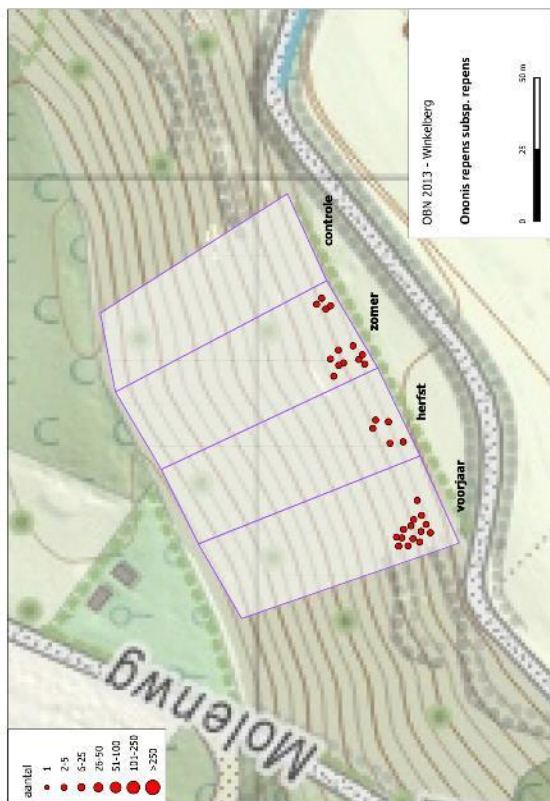 aantal
1
2-5
6-25
26-50
51-100
101-250
>250
Molenwg
voorjaar
herfst
zomer
controle
OBN 2013 - Winkelberg
Ononis repens subsp. repens
0 25 50 m